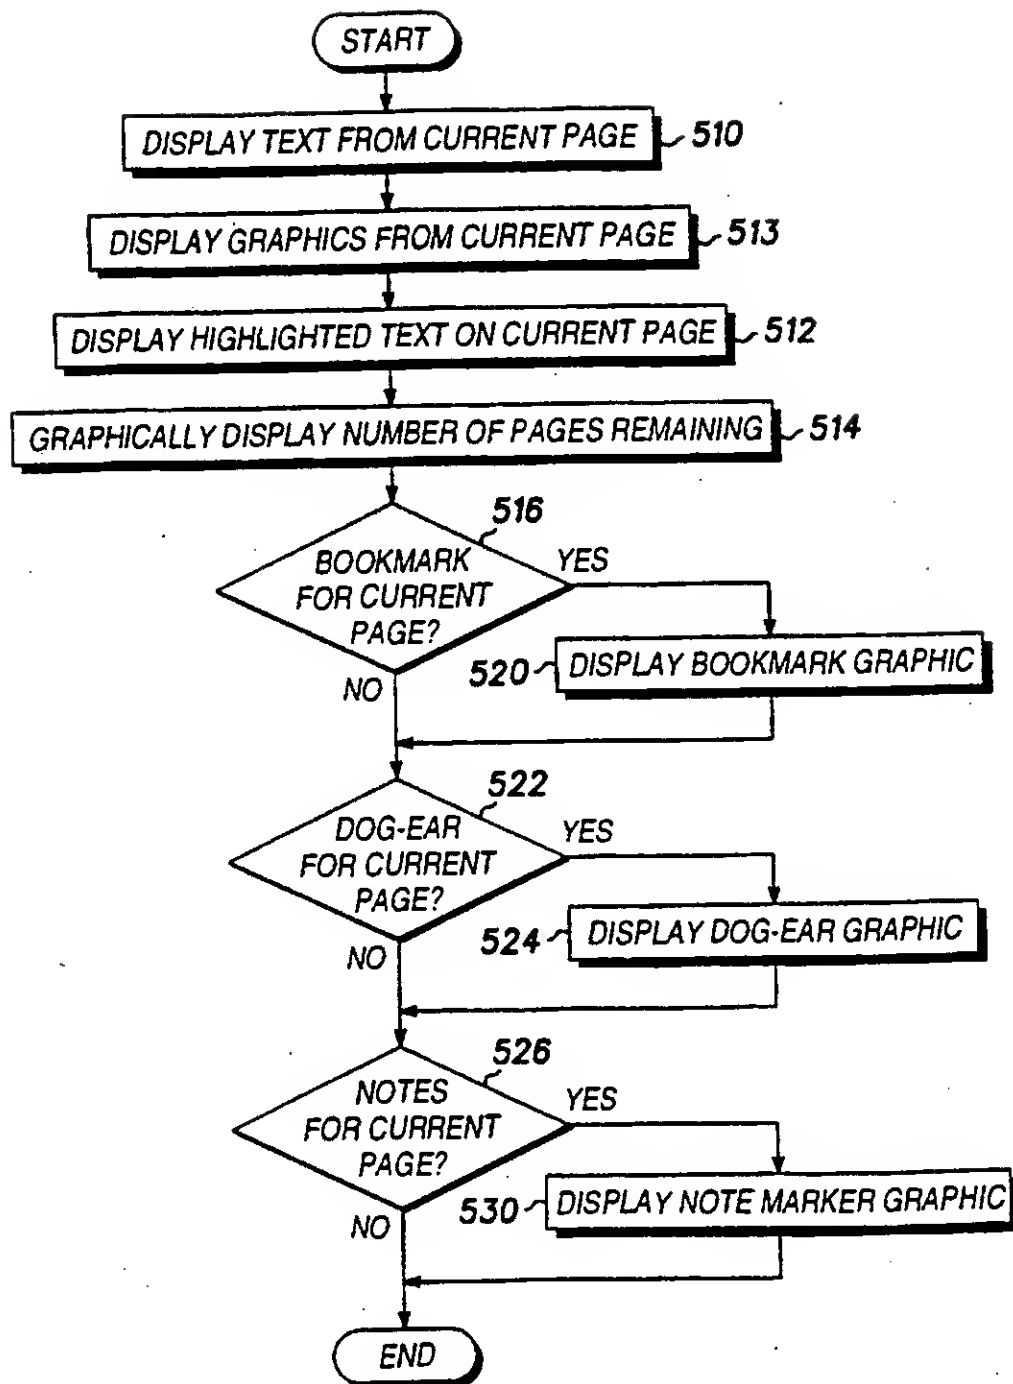 START
DISPLAY TEXT FROM CURRENT PAGE 510
DISPLAY GRAPHICS FROM CURRENT PAGE 513
DISPLAY HIGHLIGHTED TEXT ON CURRENT PAGE 512
GRAPHICALLY DISPLAY NUMBER OF PAGES REMAINING 514
516
BOOKMARK
FOR CURRENT
PAGE?
YES
520 DISPLAY BOOKMARK GRAPHIC
NO
522
DOG-EAR
FOR CURRENT
PAGE?
YES
524 DISPLAY DOG-EAR GRAPHIC
NO
526
NOTES
FOR CURRENT
PAGE?
YES
530 DISPLAY NOTE MARKER GRAPHIC
NO
END